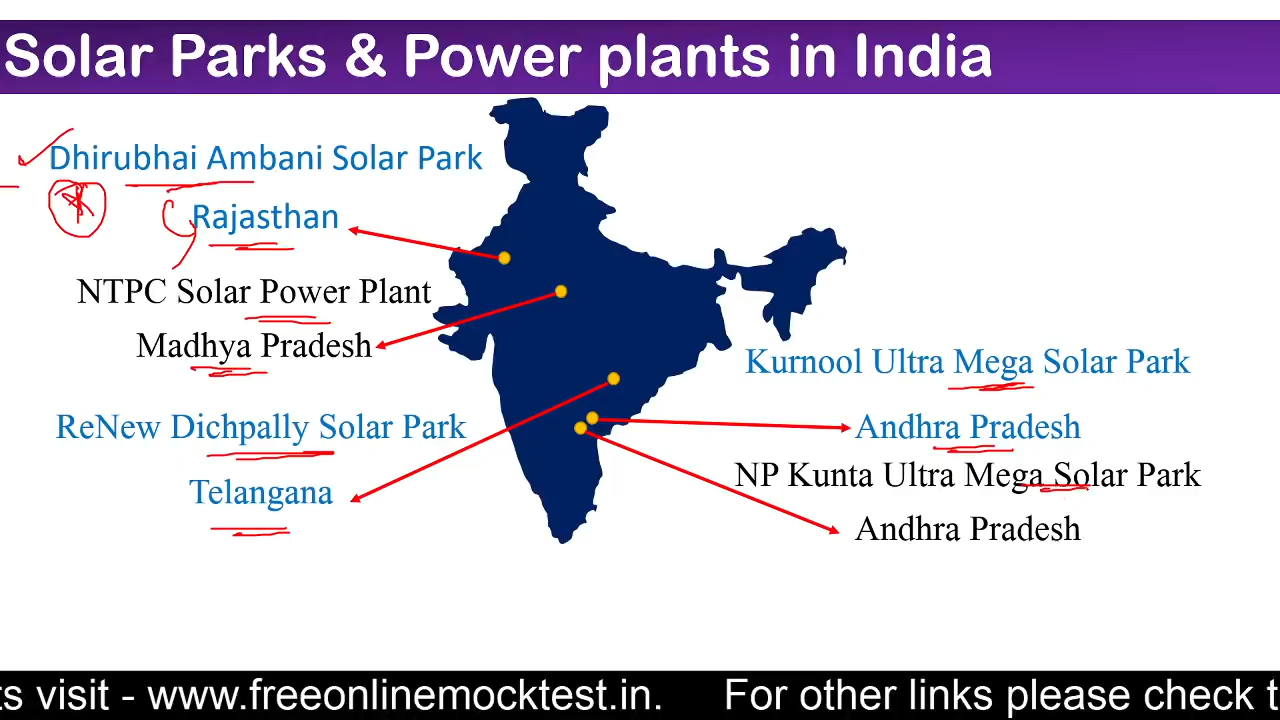 Solar Parks & Power plants in India
Dhirubhai Ambani Solar Park
Rajasthan
NTPC Solar Power Plant
Madhya Pradesh
ReNew Dichpally Solar Park
Telangana
Kurnool Ultra Mega Solar Park
Andhra Pradesh
NP Kunta Ultra Mega Solar Park
Andhra Pradesh
visit - www.freeonlinemocktest.in. For other links please check